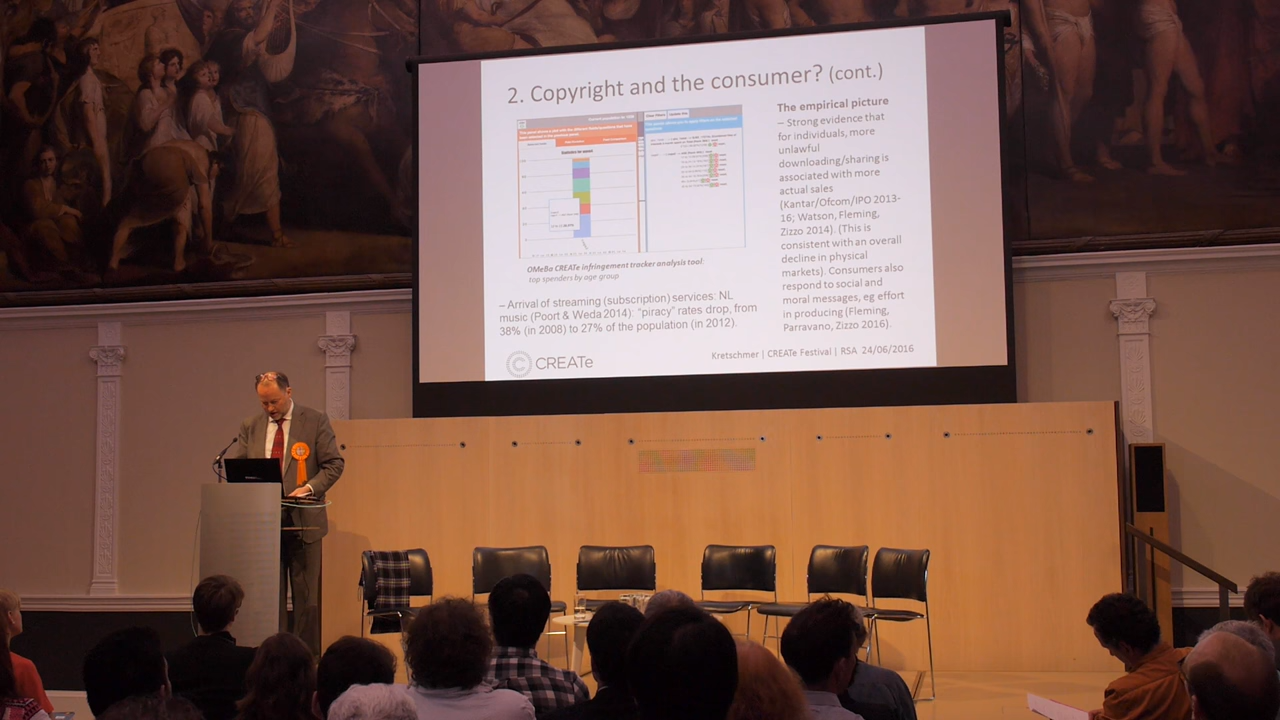 2. Copyright and the consumer? (cont.)
Statistics (by export)
OMeBa CREATe infringement tracker analysis tool.
top spenders by age group
– Arrival of streaming (subscription) services: NL
music (Poort & Weda 2014): “piracy” rates drop, from
38% (in 2008) to 27% of the population (in 2012).
The empirical picture
– Strong evidence that
for individuals, more
unlawful
downloading/sharing is
associated with more
actual sales
(Kantar/Ofcom/IPO 2013-
16; Watson, Fleming,
Zizzo 2014). (This is
consistent with an overall
decline in physical
markets). Consumers also
respond to social and
moral messages, eg effort
in producing (Fleming,
Parravano, Zizzo 2016).
© CREATe
Kretschmer | CREATe Festival | RSA 24/06/2016